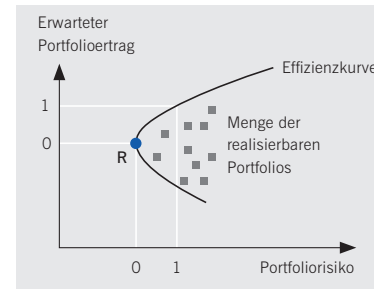 Erwarteter
Portfolioertrag
Effizienzkurve
1
Menge der
0
realisierbaren
R
Portfolios
0 1 Portfoliorisiko